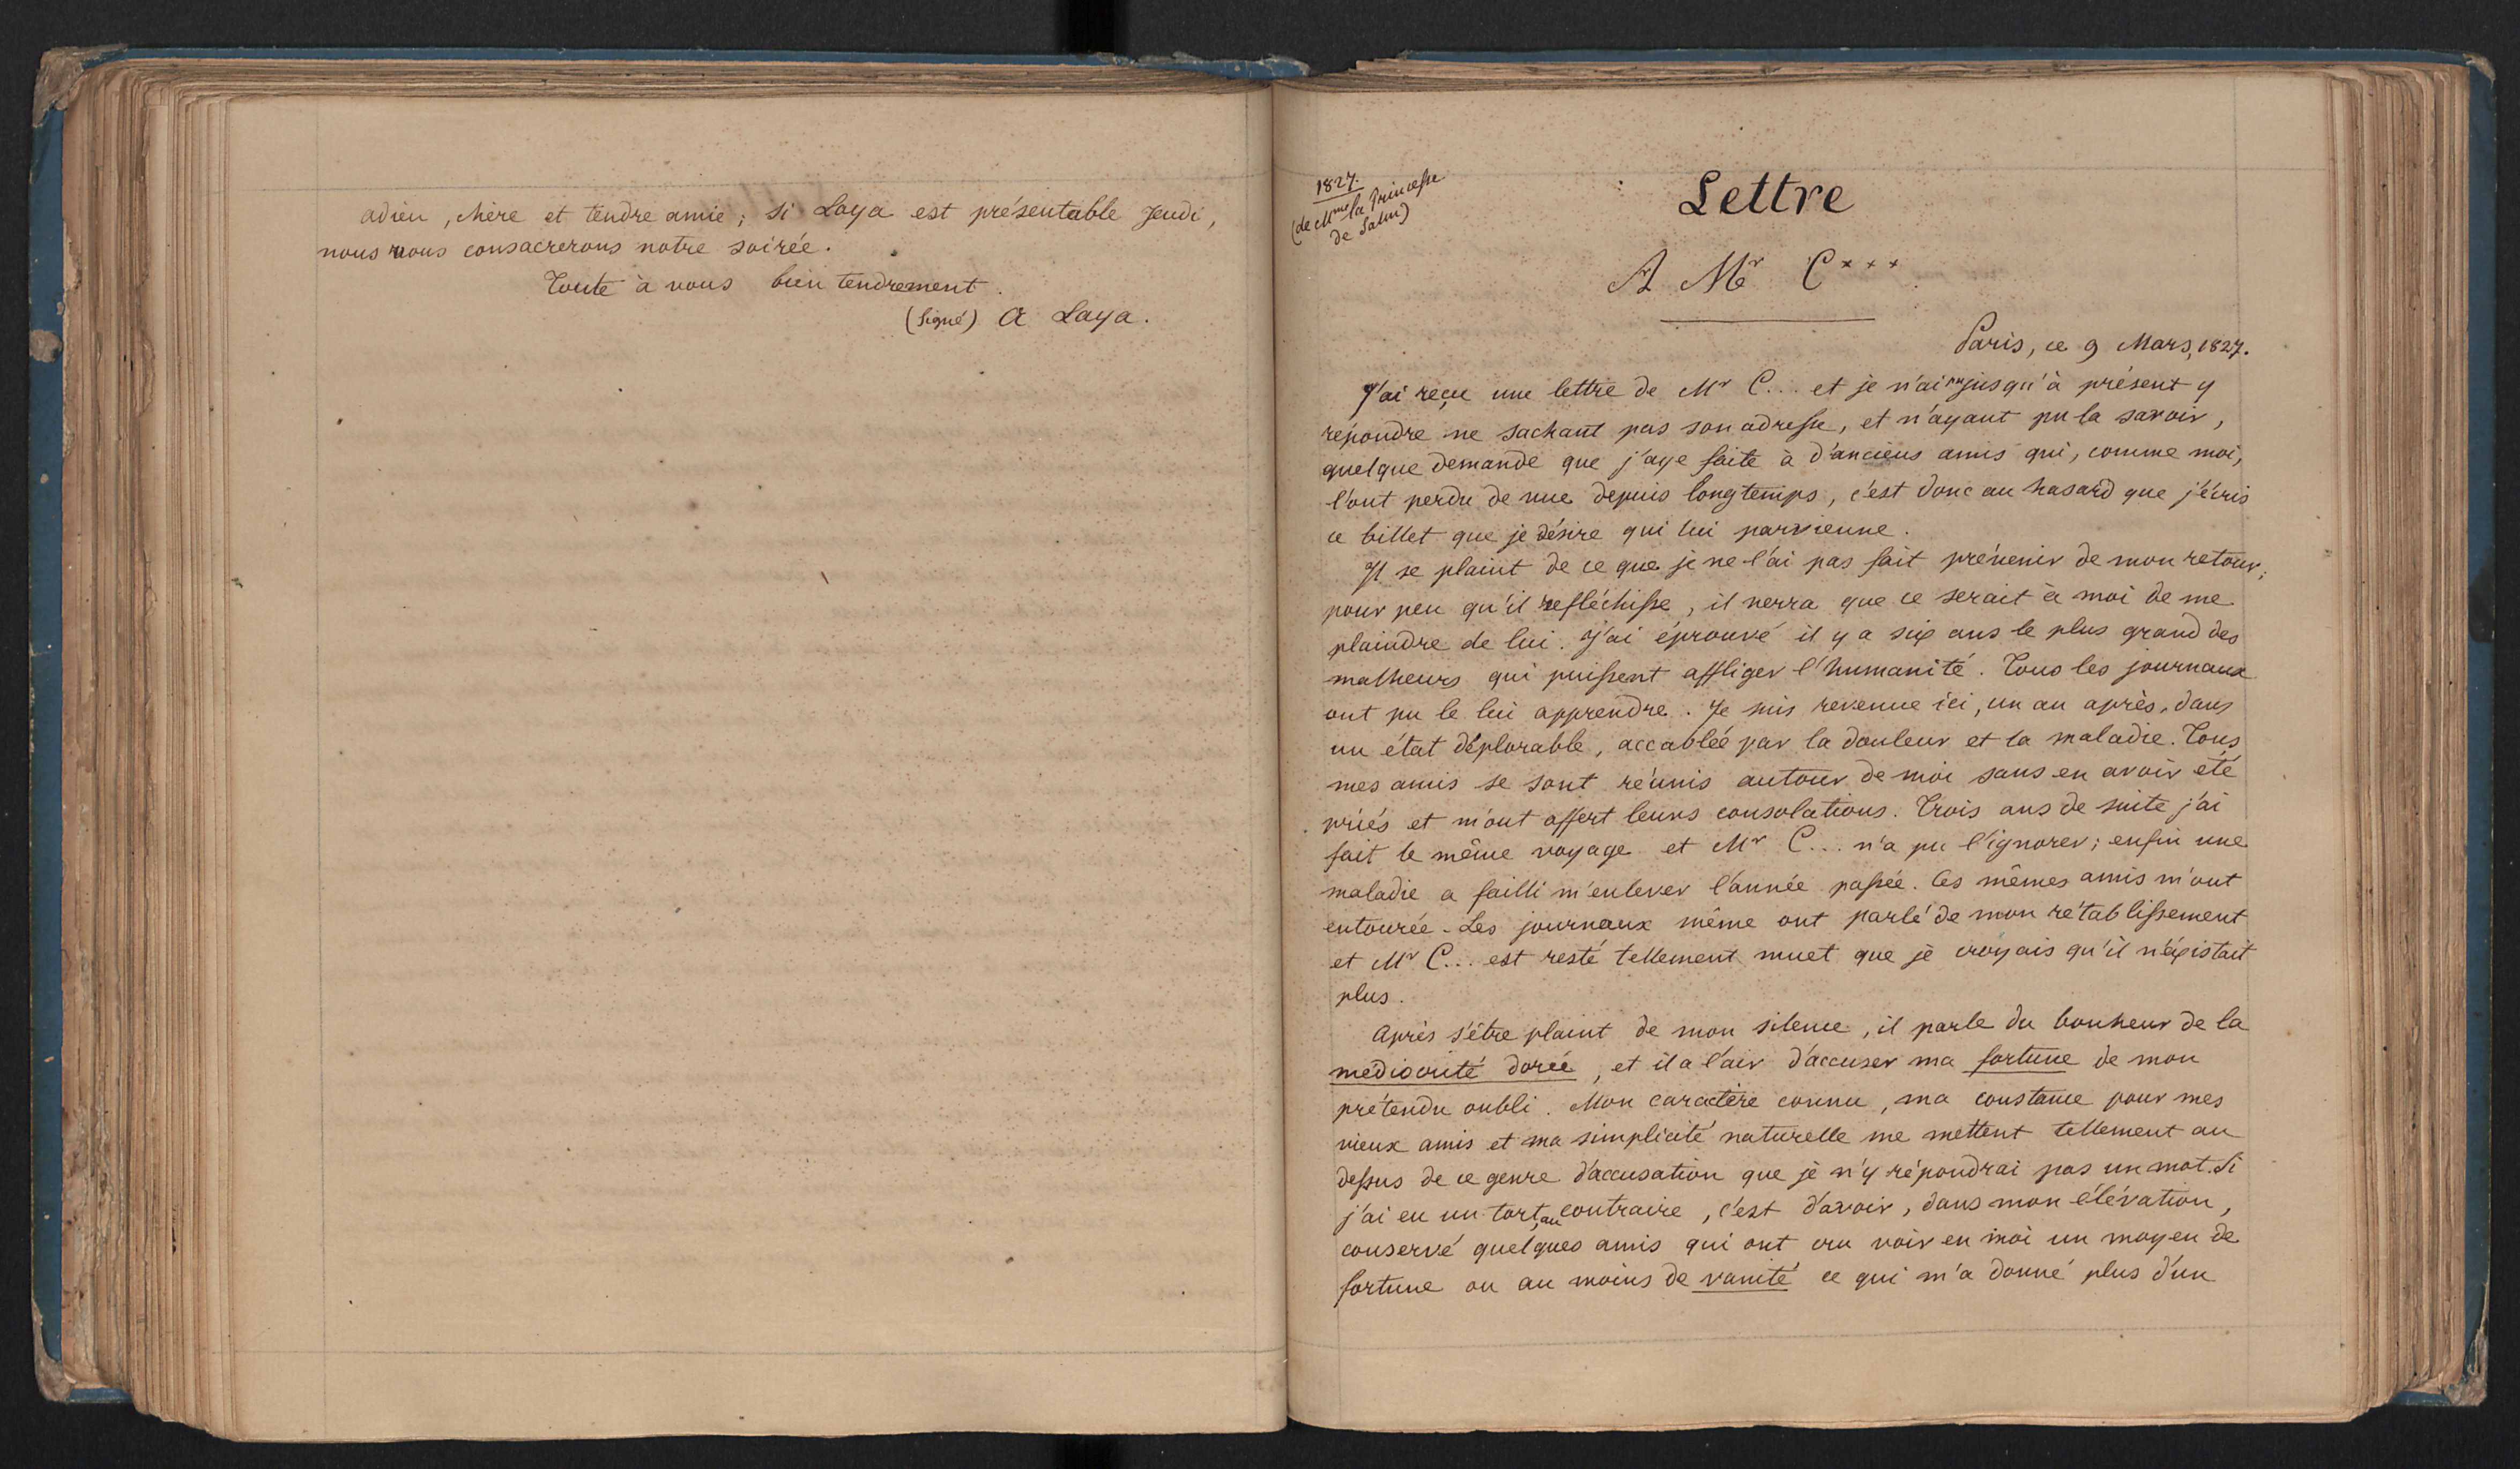 adieu, chère et tendre amie; si Laya est présentable Jeudi,
nous vous consacrerons notre soirée.
Toute à vous bien tendrement.
(Signé) A Laya.
1827.
(de Mme la Princesse
de Salm)
Lettre
A Mr C***
Paris, ce 9 Mars, 1827.
J'ai reçu une lettre de Mr C... et je n'ai pu jusqu'à présent y
répondre ne sachant pas son adresse, et n'ayant pu la savoir,
quelque demande que j'aye faite à d'anciens amis qui, comme moi,
l'ont perdu de vue depuis longtemps, c'est donc au hasard que j'écris
ce billet que je désire qui lui parvienne.
Il se plaint de ce que je ne l'ai pas fait prévenir de mon retour;
pour peu qu'il refléchisse, il verra que ce serait à moi de me
plaindre de lui. J'ai éprouvé il y a six ans le plus grand des
malheurs qui puissent affliger l'humanité. Tous les journaux
ont pu le lui apprendre. Je suis revenue ici, un an après, dans
un état déplorable, accablée par la douleur et la maladie. Tous
mes amis se sont réunis autour de moi sans en avoir été
priés et m'ont offert leurs consolations. Trois ans de suite j'ai
fait le même voyage et Mr C... n'a pu l'ignorer; enfin une
maladie a failli m'enlever l'année passée. Ces mêmes amis m'ont
entourée. Les journaux même ont parlé de mon rétablissement
et Mr C... est resté tellement muet que je croyais qu'il n'éxistait
plus.
Après s'être plaint de mon silence, il parle du bonheur de la
médiocrité dorée, et il a l'air d'accuser ma fortune de mon
prétendu oubli. Mon caractère connu, ma constance pour mes
vieux amis et ma simplicité naturelle me mettent tellement au
dessus de ce genre d'accusation que je n'y répondrai pas un mot. Si
j'ai eu un tort, au contraire, c'est d'avoir, dans mon élévation,
conservé quelques amis qui ont cru voir en moi un moyen de
fortune ou au moins de vanité ce qui m'a donné plus d'un